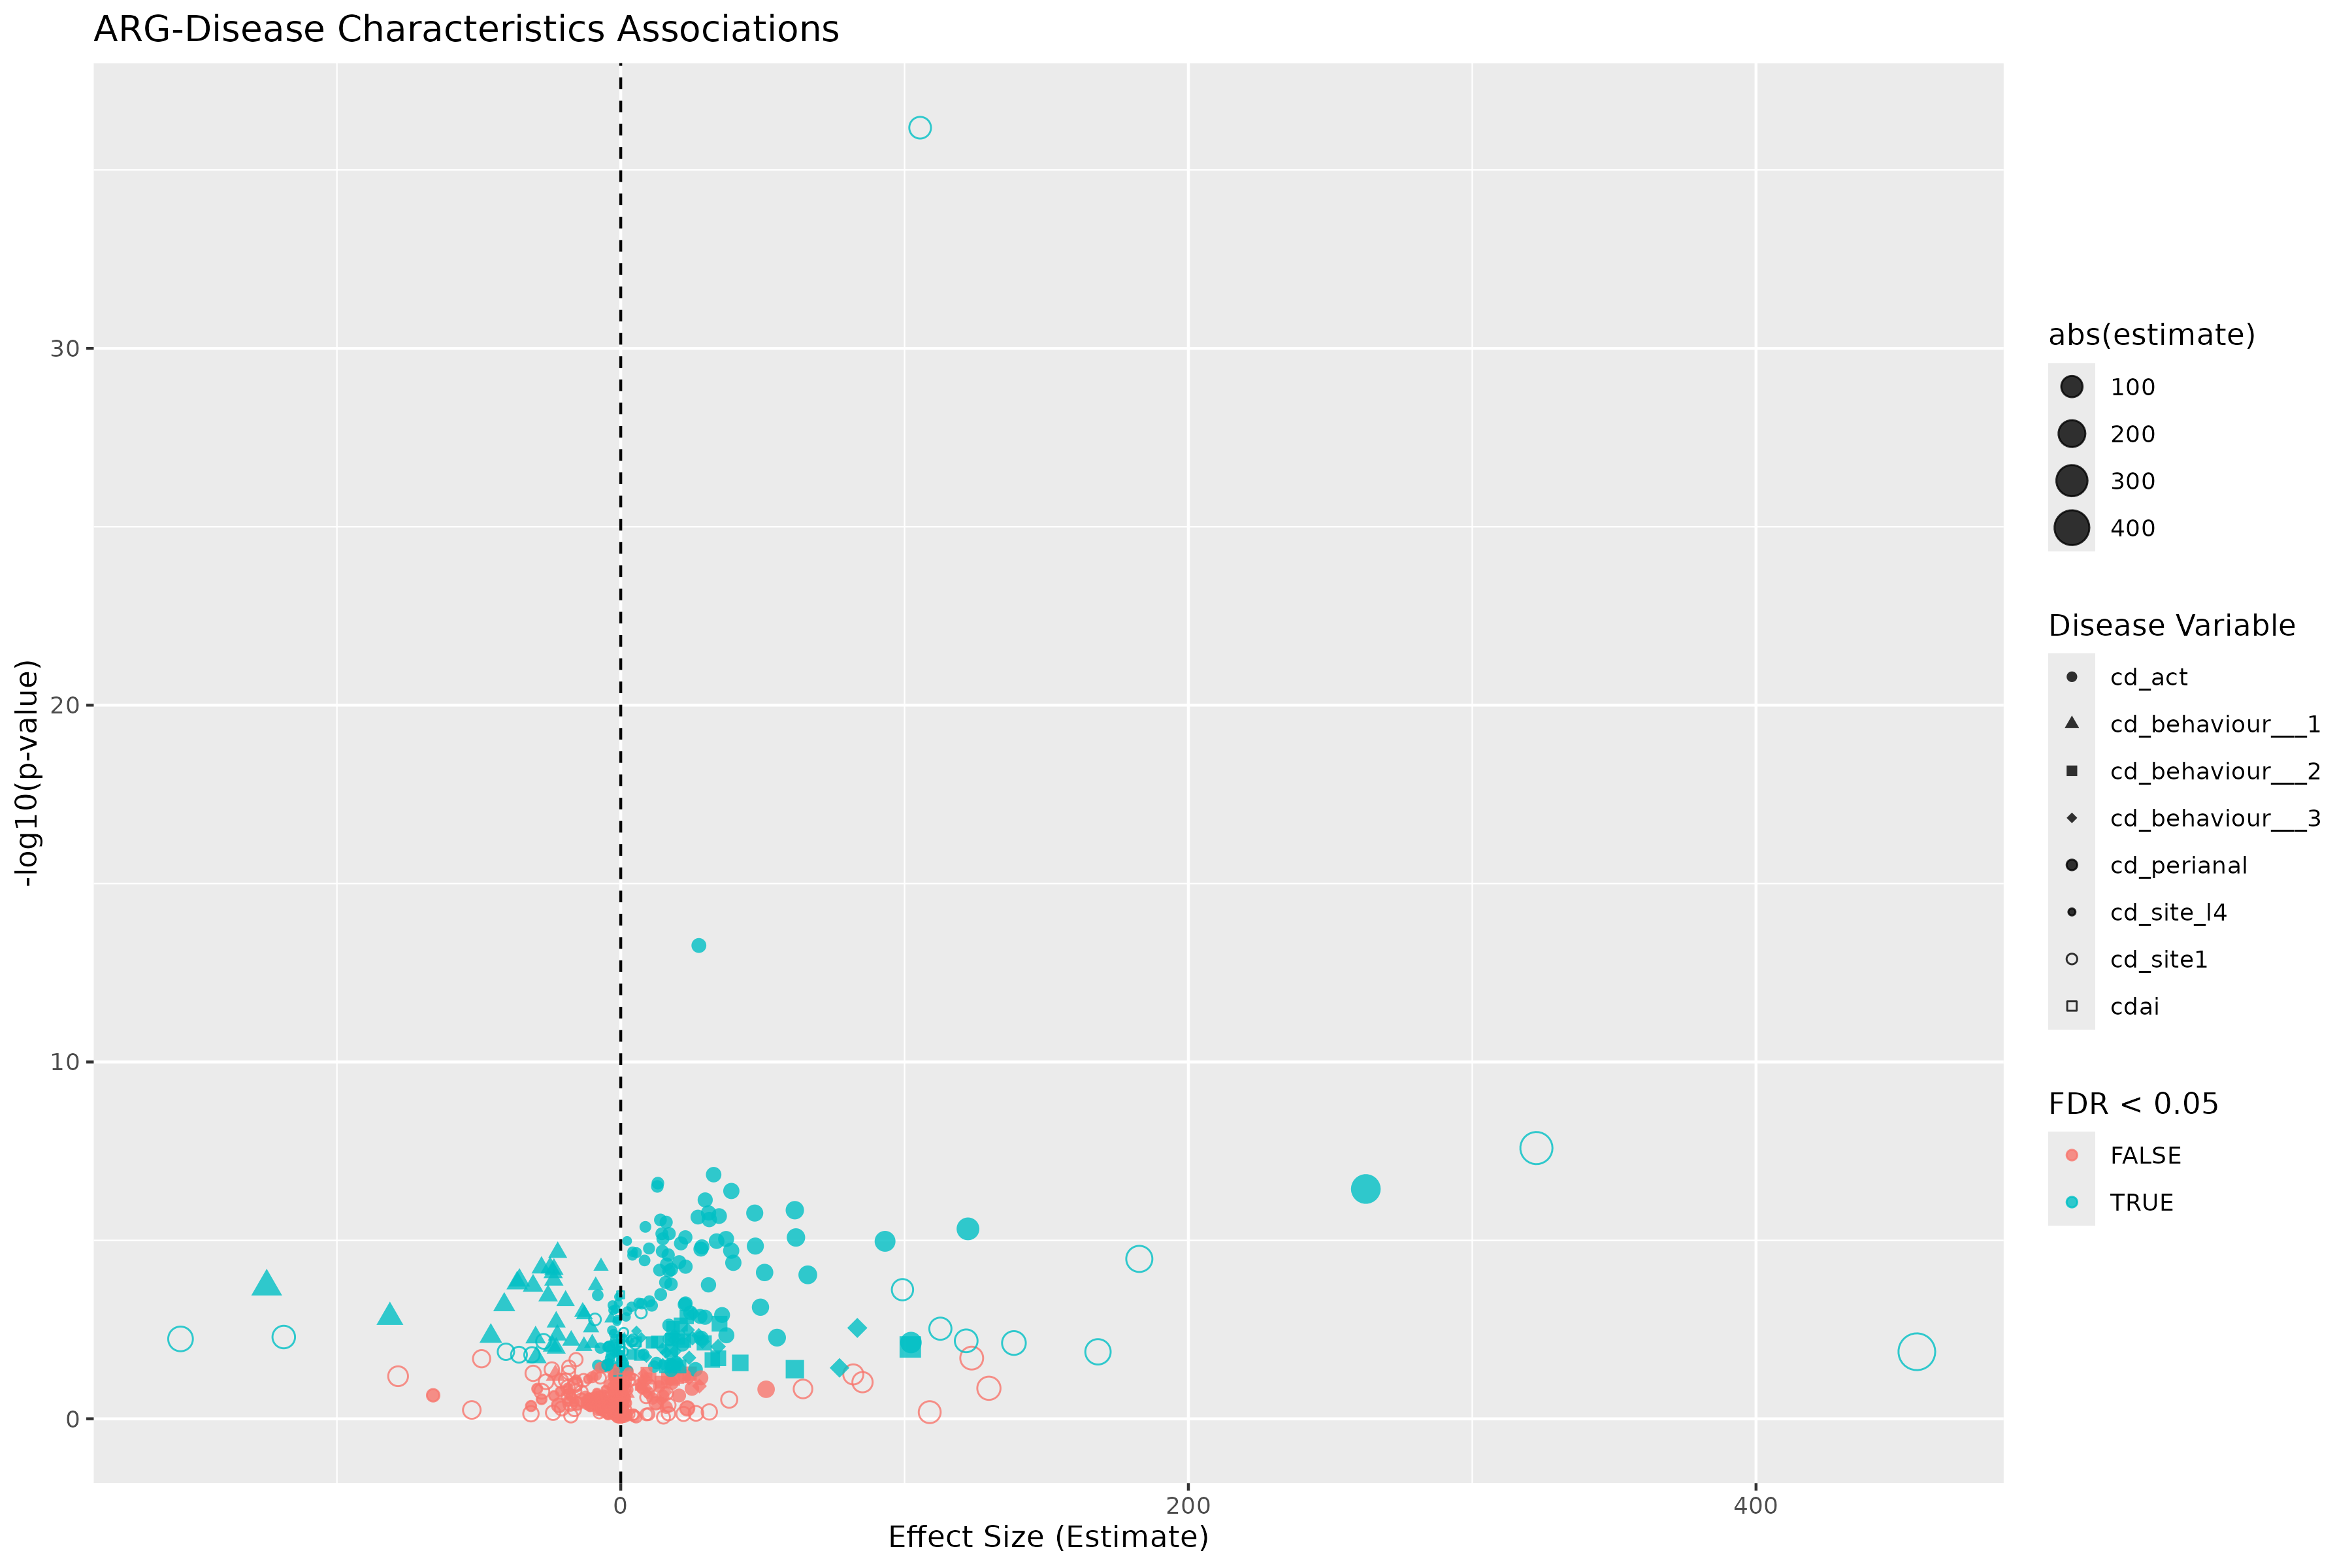 ARG-Disease Characteristics Associations
-log10(p-value)
30
20
10
0
0
200
400
Effect Size (Estimate)
abs(estimate)
100
200
300
400
Disease Variable
cd_act
cd_behaviour___1
cd_behaviour___2
cd_behaviour___3
cd_perianal
cd_site_l4
cd_site1
cdai
FDR < 0.05
FALSE
TRUE